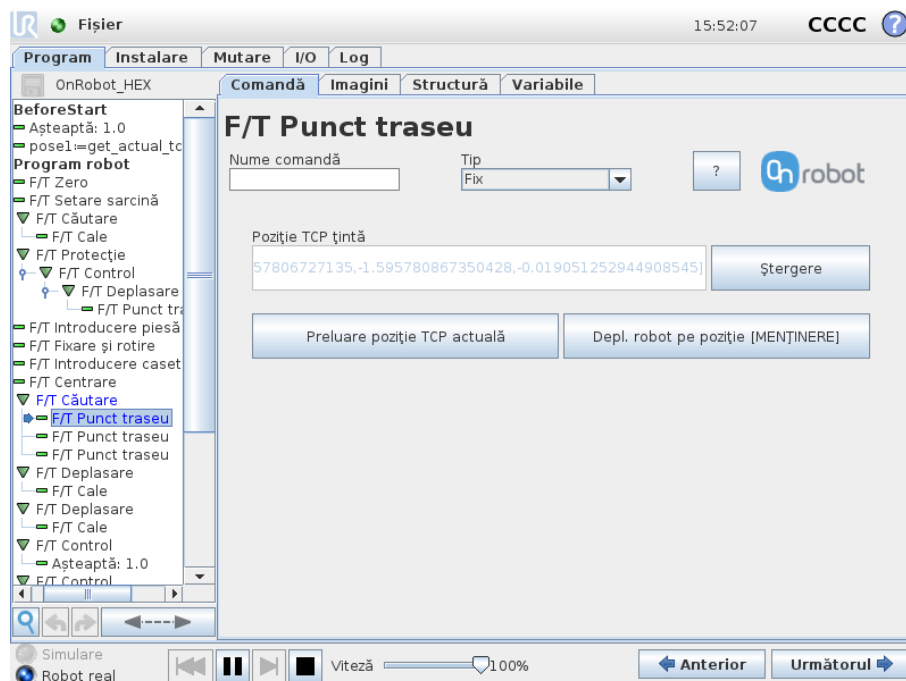 Fișier
15:52:07
CCCC
?
Program Instalare Mutare I/O Log
OnRobot_HEX
Comandă Imagini Structură Variabile
BeforeStart
Așteaptă: 1.0
pose1≔get_actual_tc
Program robot
F/T Zero
F/T Setare sarcină
F/T Căutare
F/T Cale
F/T Protecție
F/T Control
F/T Deplasare
F/T Punct tra
F/T Introducere piesă
F/T Fixare și rotire
F/T Introducere caset
F/T Centrare
F/T Căutare
F/T Punct traseu
F/T Punct traseu
F/T Punct traseu
F/T Deplasare
F/T Cale
F/T Deplasare
F/T Cale
F/T Control
Așteaptă: 1.0
F/T Control
F/T Punct traseu
Nume comandă
Tip
Fix
?
On robot
Poziție TCP țintă
57806727135,-1.595780867350428,-0.019051252944908545]
Ștergere
Preluare poziție TCP actuală
Depl. robot pe poziție [MENȚINERE]
Simulare
Robot real
Viteză
100%
Anterior
Următorul